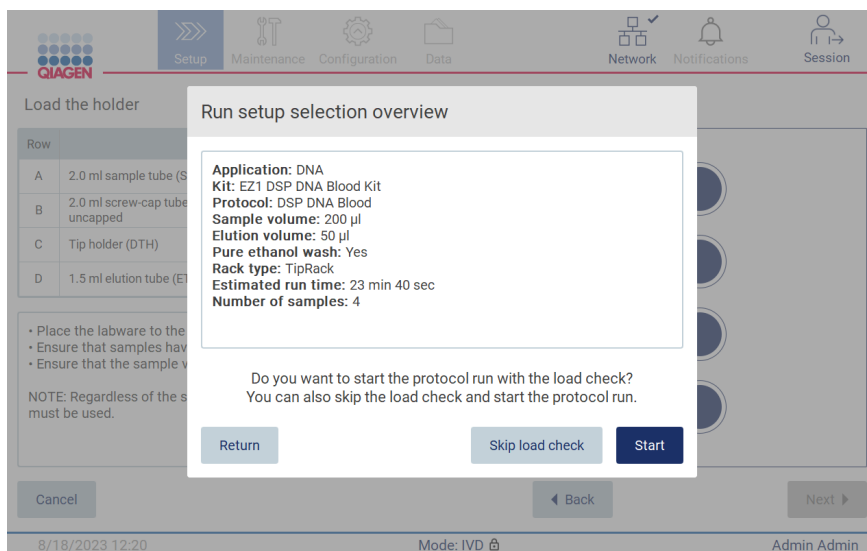 Setup
Maintenance
Configuration
Data
Network
Notifications
Session
QIAGEN
Load the holder
Run setup selection overview
Row
A 2.0 ml sample tube (S
B 2.0 ml screw-cap tube
uncapped
C Tip holder (DTH)
D 1.5 ml elution tube (ET
Application: DNA
Kit: EZ1 DSP DNA Blood Kit
Protocol: DSP DNA Blood
Sample volume: 200 µl
Elution volume: 50 µl
Pure ethanol wash: Yes
Rack type: TipRack
Estimated run time: 23 min 40 sec
Number of samples: 4
• Place the labware to the
• Ensure that samples hav
• Ensure that the sample v
NOTE: Regardless of the s
must be used.
Do you want to start the protocol run with the load check?
You can also skip the load check and start the protocol run.
Return
Skip load check
Start
Cancel
Back
Next
8/18/2023 12:20
Mode: IVD
Admin Admin